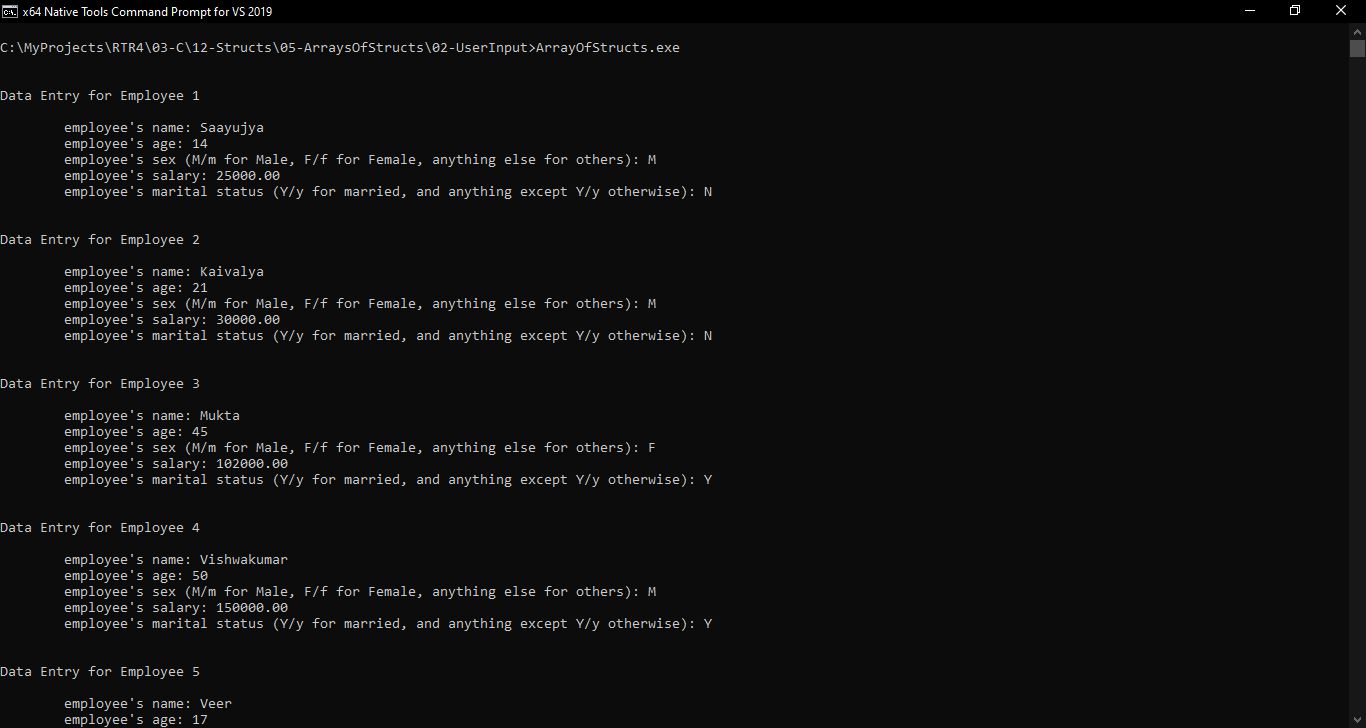 x64 Native Tools Command Prompt for VS 2019
C:\MyProjects\RTR4\03-C\12-Structs\05-ArraysOfStructs\02-UserInput>ArrayOfStructs.exe
Data Entry for Employee 1
employee's name: Saayujya
employee's age: 14
employee's sex (M/m for Male, F/f for Female, anything else for others): M
employee's salary: 25000.00
employee's marital status (Y/y for married, and anything except Y/y otherwise): N
Data Entry for Employee 2
employee's name: Kaivalya
employee's age: 21
employee's sex (M/m for Male, F/f for Female, anything else for others): M
employee's salary: 30000.00
employee's marital status (Y/y for married, and anything except Y/y otherwise): N
Data Entry for Employee 3
employee's name: Mukta
employee's age: 45
employee's sex (M/m for Male, F/f for Female, anything else for others): F
employee's salary: 102000.00
employee's marital status (Y/y for married, and anything except Y/y otherwise): Y
Data Entry for Employee 4
employee's name: Vishwakumar
employee's age: 50
employee's sex (M/m for Male, F/f for Female, anything else for others): M
employee's salary: 150000.00
employee's marital status (Y/y for married, and anything except Y/y otherwise): Y
Data Entry for Employee 5
employee's name: Veer
employee's age: 17